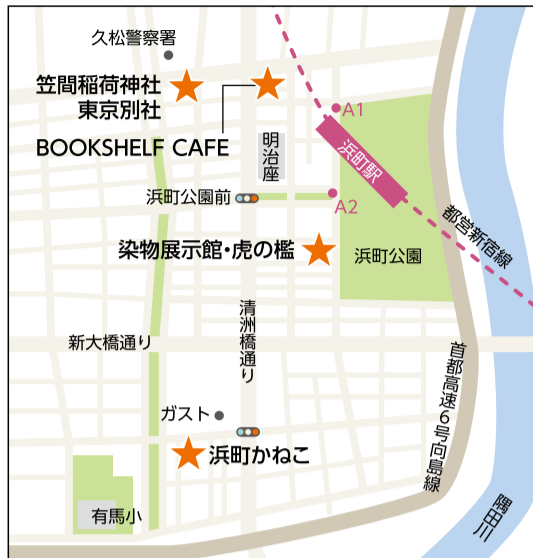 久松警察署
笠間稲荷神社
東京別社
BOOKSHELF CAFE
明治座
A1
浜町駅
浜町公園前
A2
染物展示館・虎の檻
浜町公園
都営新宿線
新大橋通り
清洲橋通り
首都高速6号向島線
ガスト
浜町かねこ
有馬小
隅田川